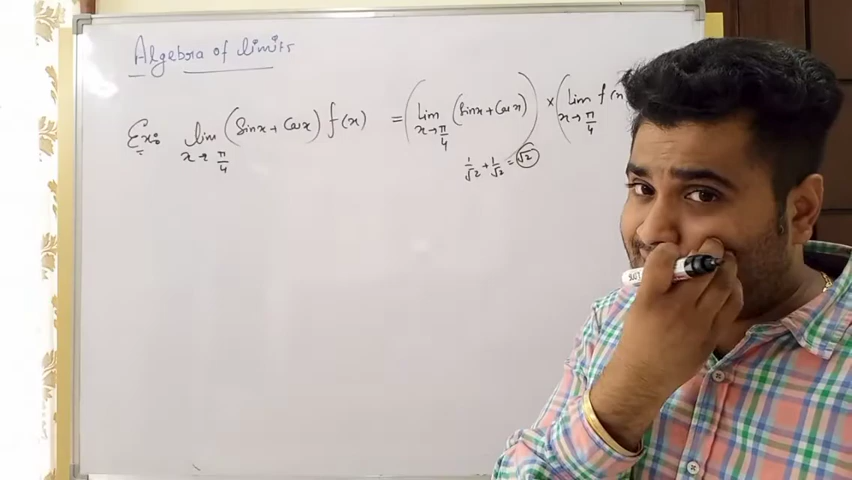 Algebra of limits
Ex: lim x→π/4 (Sinx + Cosx) f(x) = (lim x→π/4 (Sinx + Cosx)) × (lim x→π/4 f(x
1/√2 + 1/√2 = √2